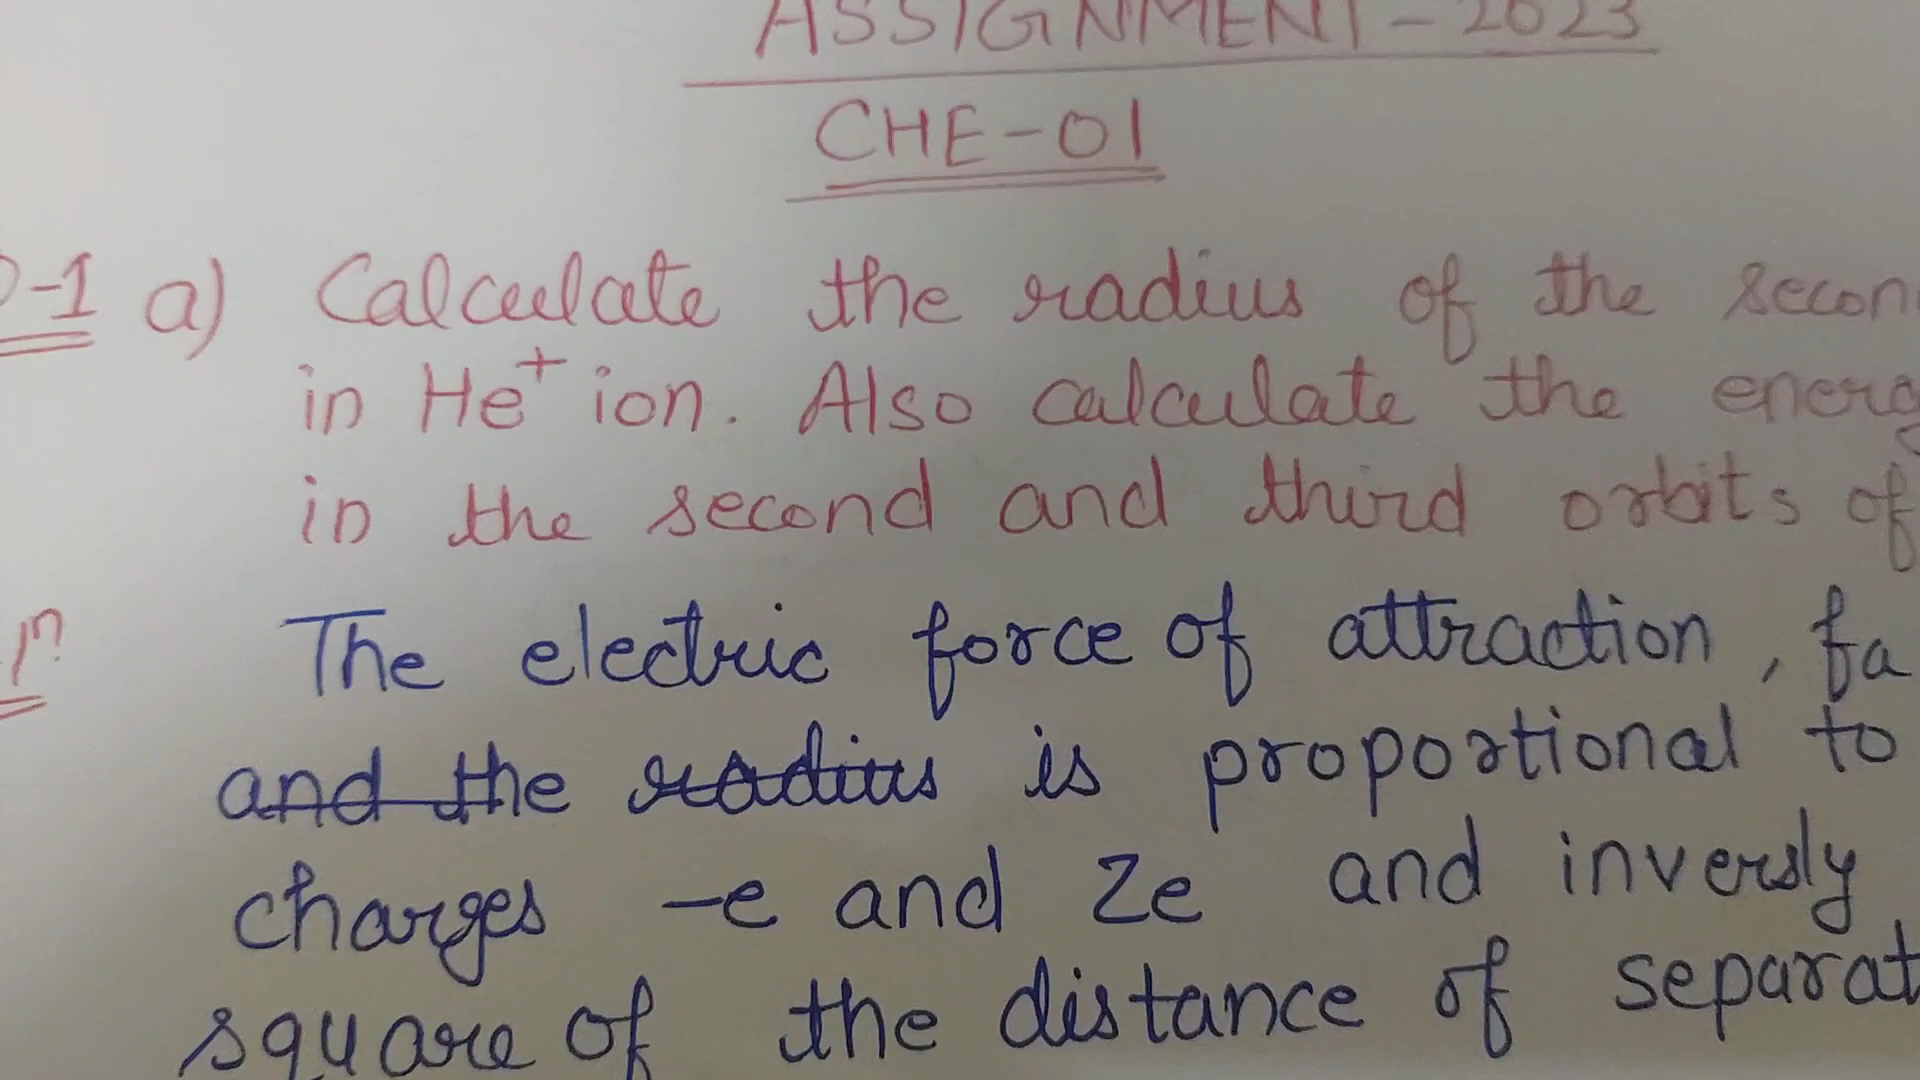 ASSIGNMENT - 2023
CHE-01
-1 a) Calculate the radius of the secon
in He+ ion. Also calculate the energ
in the second and third orbits of
The electric force of attraction, fa
and the radius is proportional to
charges -e and Ze and inversly
square of the distance of separat